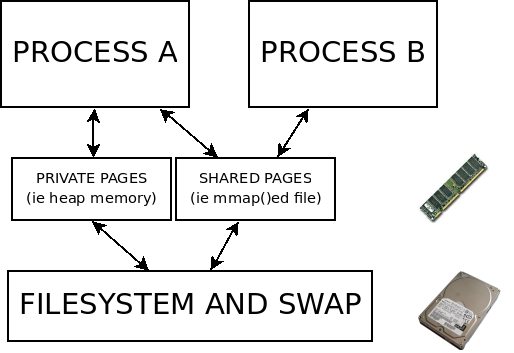 PROCESS A
PROCESS B
PRIVATE PAGES
(ie heap memory)
SHARED PAGES
(ie mmap()ed file)
FILESYSTEM AND SWAP